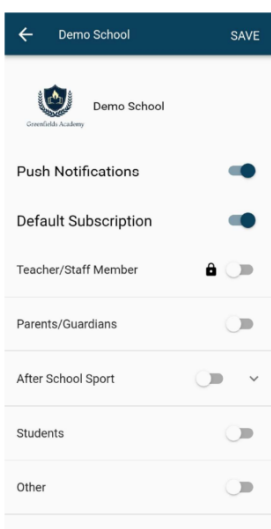 Demo School SAVE
Demo School
Greenfields Academy
Push Notifications
Default Subscription
Teacher/Staff Member
Parents/Guardians
After School Sport
Students
Other